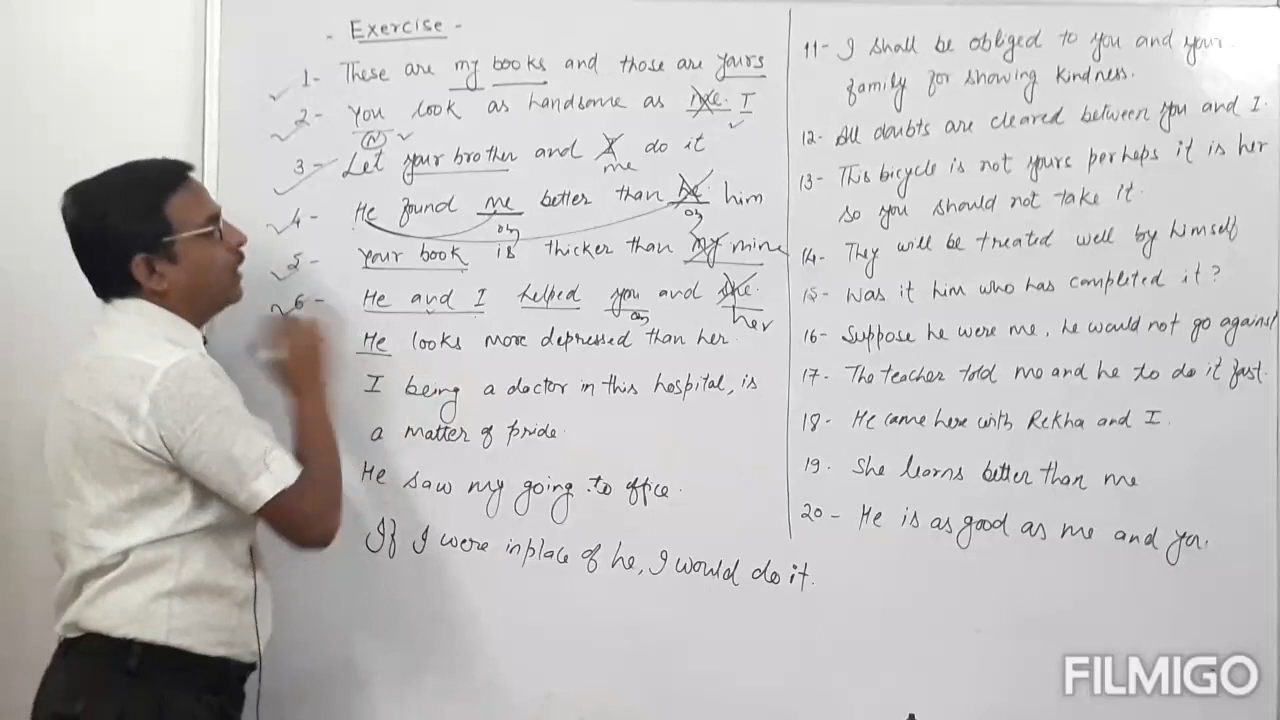 - Exercise -
1- These are my books and those are yours
2- You look as handsome as me. I
(N)
3- Let your brother and I do it
me
4- He found me better than he. him
obj obj
5- Your book is thicker than my mine
6- He and I helped you and she.
obj her
He looks more depressed than her.
I being a doctor in this hospital, is
a matter of pride.
He saw my going to office.
If I were inplace of he, I would do it.
11- I shall be obliged to you and your
family for showing kindness.
12- All doubts are cleared between you and I.
13- This bicycle is not yours perhaps it is her
so you should not take it.
14- They will be treated well by himself
15- Was it him who has completed it?
16- Suppose he were me, he would not go against
17- The teacher told me and he to do it fast.
18- He came here with Rekha and I.
19- She learns better than me
20- He is as good as me and you.
FILMIGO